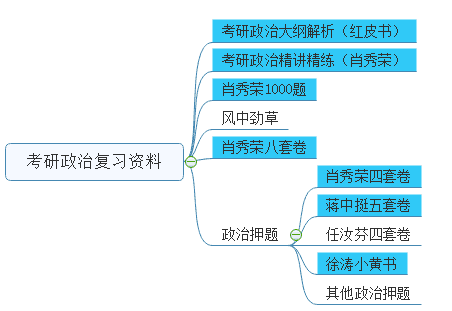 考研政治大纲解析（红皮书）
考研政治精讲精练（肖秀荣）
肖秀荣1000题
风中劲草
肖秀荣八套卷
考研政治复习资料
政治押题
肖秀荣四套卷
蒋中挺五套卷
任汝芬四套卷
徐涛小黄书
其他政治押题